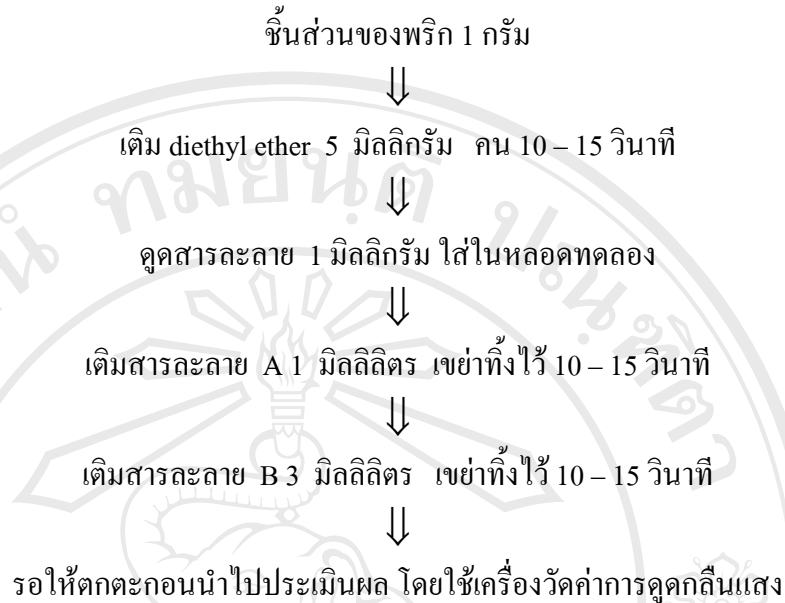 ชิ้นส่วนของพริก 1 กรัม
⇓
เติม diethyl ether 5 มิลลิกรัม คน 10 – 15 วินาที
⇓
ดูดสารละลาย 1 มิลลิกรัม ใส่ในหลอดทดลอง
⇓
เติมสารละลาย A 1 มิลลิลิตร เขย่าทิ้งไว้ 10 – 15 วินาที
⇓
เติมสารละลาย B 3 มิลลิลิตร เขย่าทิ้งไว้ 10 – 15 วินาที
⇓
รอให้ตกตะกอนนำไปประเมินผล โดยใช้เครื่องวัดค่าการดูดกลืนแสง